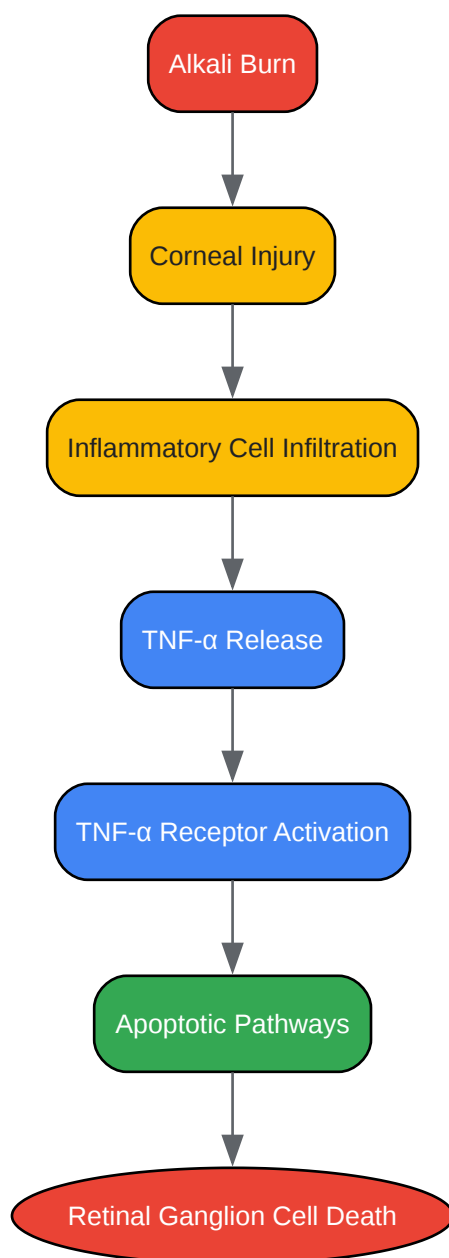 Alkali Burn
Corneal Injury
Inflammatory Cell Infiltration
TNF-α Release
TNF-α Receptor Activation
Apoptotic Pathways
Retinal Ganglion Cell Death